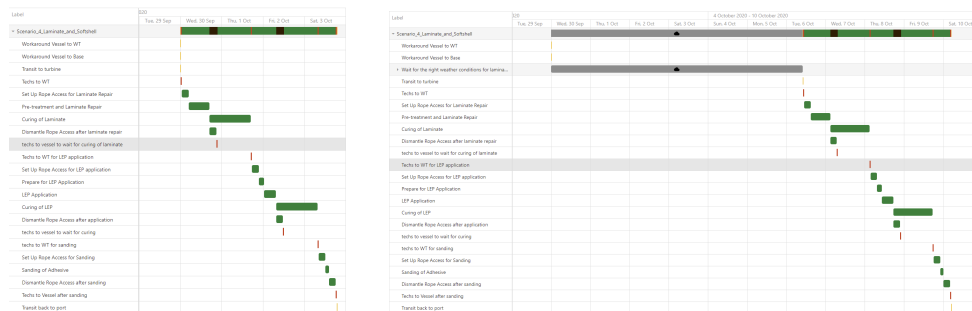 Label
020
Tue. 29 Sep
Wed. 30 Sep
Thu. 1 Oct
Fri. 2 Oct
Sat. 3 Oct
Scenario_4_Laminate_and_Softshell
Workaround Vessel to WT
Workaround Vessel to Base
Transit to turbine
Techs to WT
Set Up Rope Access for Laminate Repair
Pre-treatment and Laminate Repair
Curing of Laminate
Dismantle Rope Access after laminate repair
techs to vessel to wait for curing of laminate
Techs to WT for LEP application
Set Up Rope Access for LEP application
Prepare for LEP Application
LEP Application
Curing of LEP
Dismantle Rope Access after application
techs to vessel to wait for curing
techs to WT for sanding
Set Up Rope Access for Sanding
Sanding of Adhesive
Dismantle Rope Access after sanding
Techs to Vessel after sanding
Transit back to port
Label
020
4 October 2020 - 10 October 2020
Tue. 29 Sep
Wed. 30 Sep
Thu. 1 Oct
Fri. 2 Oct
Sat. 3 Oct
Sun. 4 Oct
Mon. 5 Oct
Tue. 6 Oct
Wed. 7 Oct
Thu. 8 Oct
Fri. 9 Oct
Sat. 10 Oct
Scenario_4_Laminate_and_Softshell
Workaround Vessel to WT
Workaround Vessel to Base
Wait for the right weather conditions for lamina...
Transit to turbine
Techs to WT
Set Up Rope Access for Laminate Repair
Pre-treatment and Laminate Repair
Curing of Laminate
Dismantle Rope Access after laminate repair
techs to vessel to wait for curing of laminate
Techs to WT for LEP application
Set Up Rope Access for LEP application
Prepare for LEP Application
LEP Application
Curing of LEP
Dismantle Rope Access after application
techs to vessel to wait for curing
techs to WT for sanding
Set Up Rope Access for Sanding
Sanding of Adhesive
Dismantle Rope Access after sanding
Techs to Vessel after sanding
Transit back to port